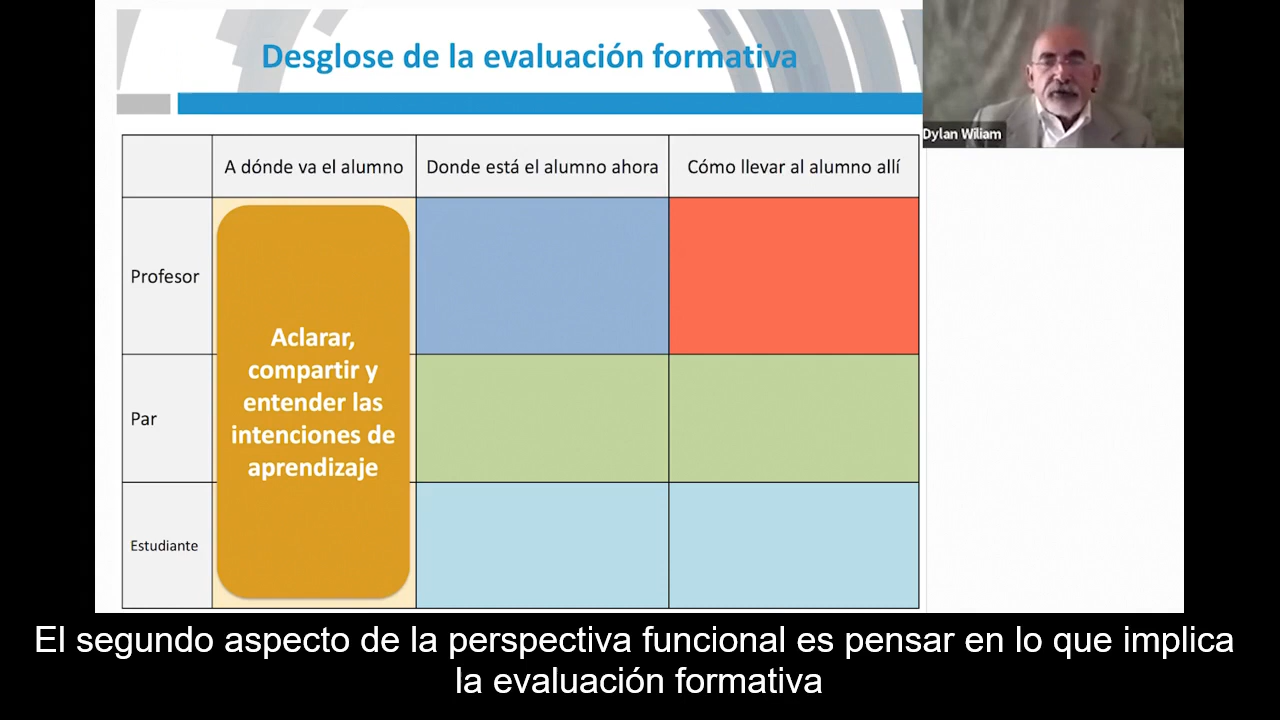 Desglose de la evaluación formativa
Dylan Wiliam
A dónde va el alumno
Donde está el alumno ahora
Cómo llevar al alumno allí
Profesor
Aclarar,
compartir y
entender las
intenciones de
aprendizaje
Par
Estudiante
El segundo aspecto de la perspectiva funcional es pensar en lo que implica
la evaluación formativa